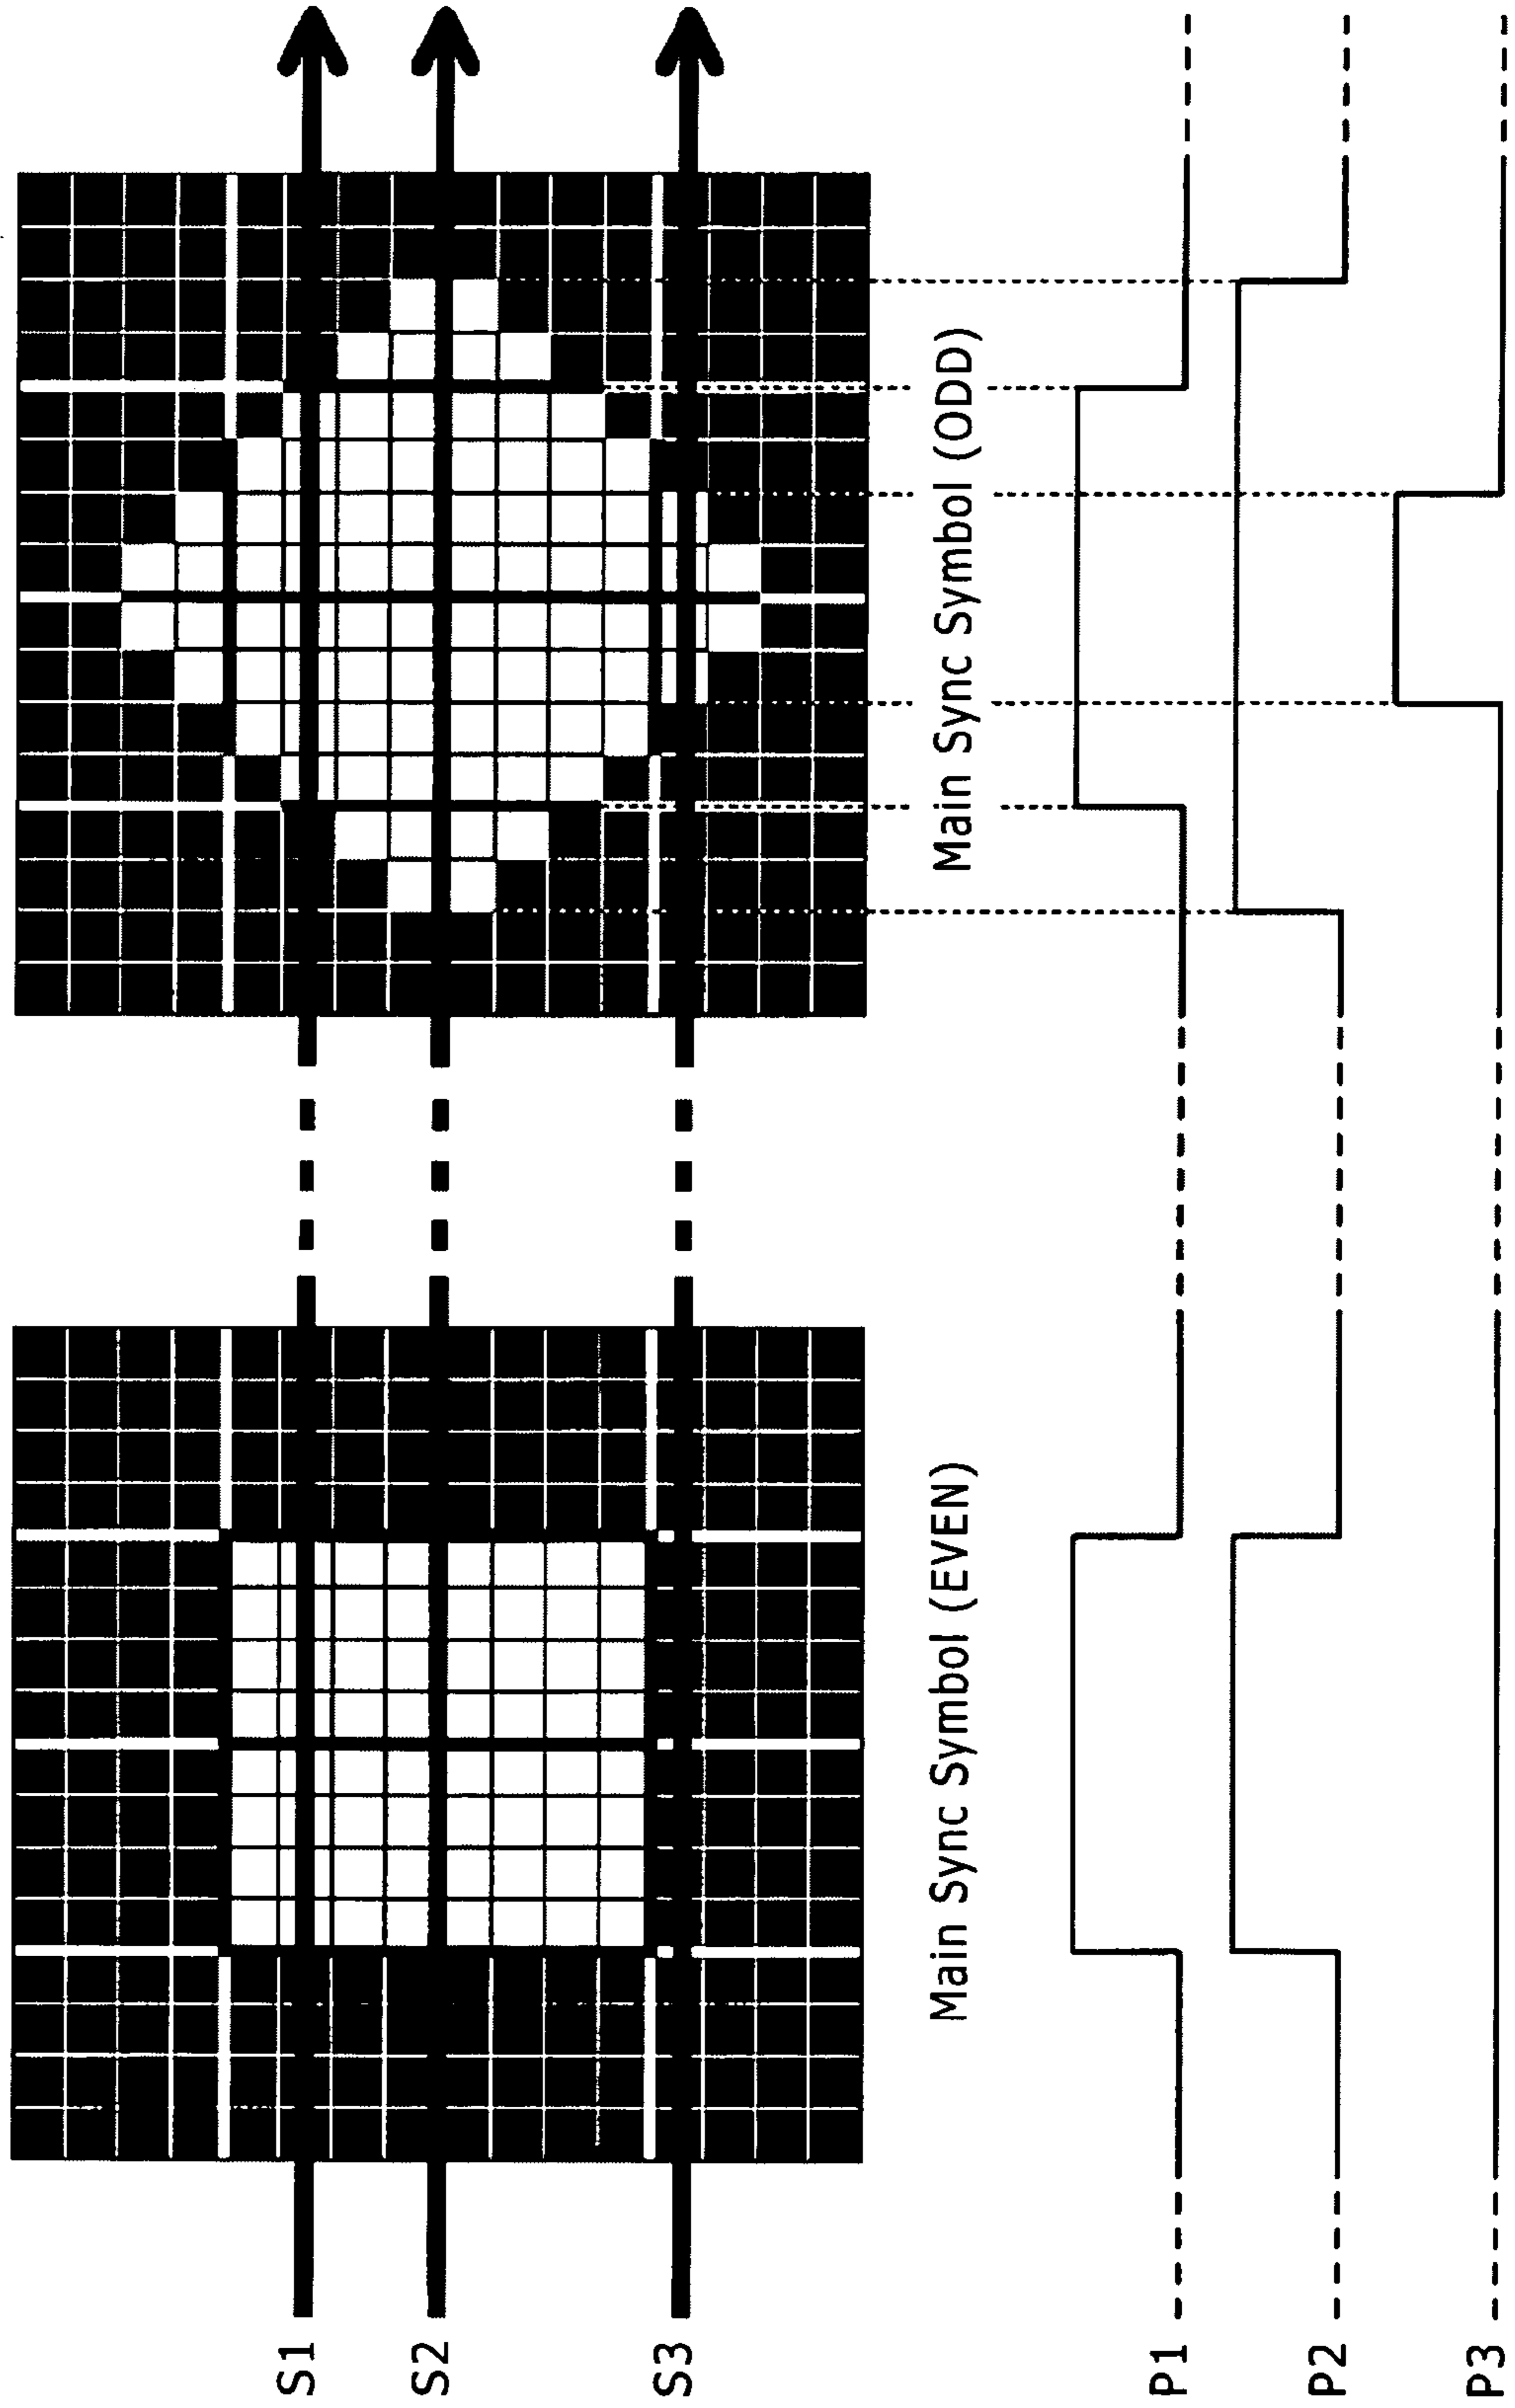 S1
S2
S3
Main Sync Symbol (EVEN)
Main Sync Symbol (ODD)
P1
P2
P3